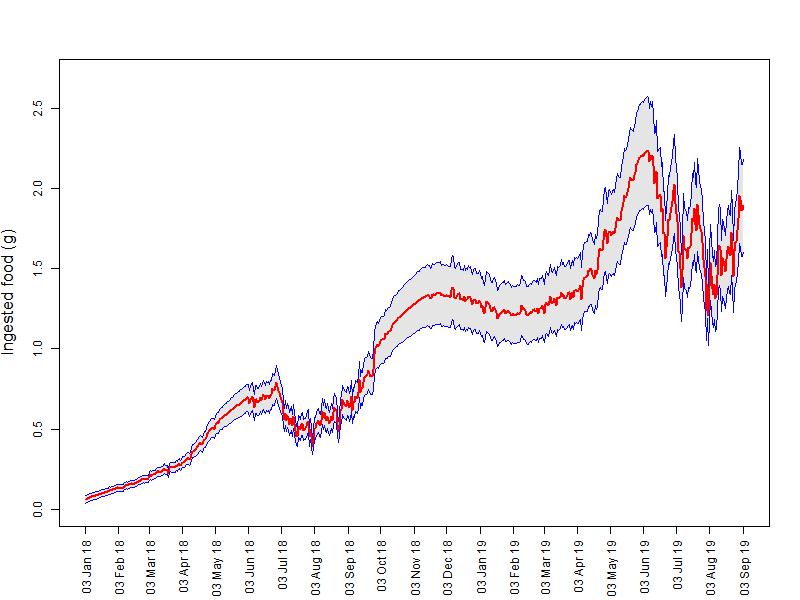 Ingested food (g)
2.5
2.0
1.5
1.0
0.5
0.0
03 Jan 18
03 Feb 18
03 Mar 18
03 Apr 18
03 May 18
03 Jun 18
03 Jul 18
03 Aug 18
03 Sep 18
03 Oct 18
03 Nov 18
03 Dec 18
03 Jan 19
03 Feb 19
03 Mar 19
03 Apr 19
03 May 19
03 Jun 19
03 Jul 19
03 Aug 19
03 Sep 19